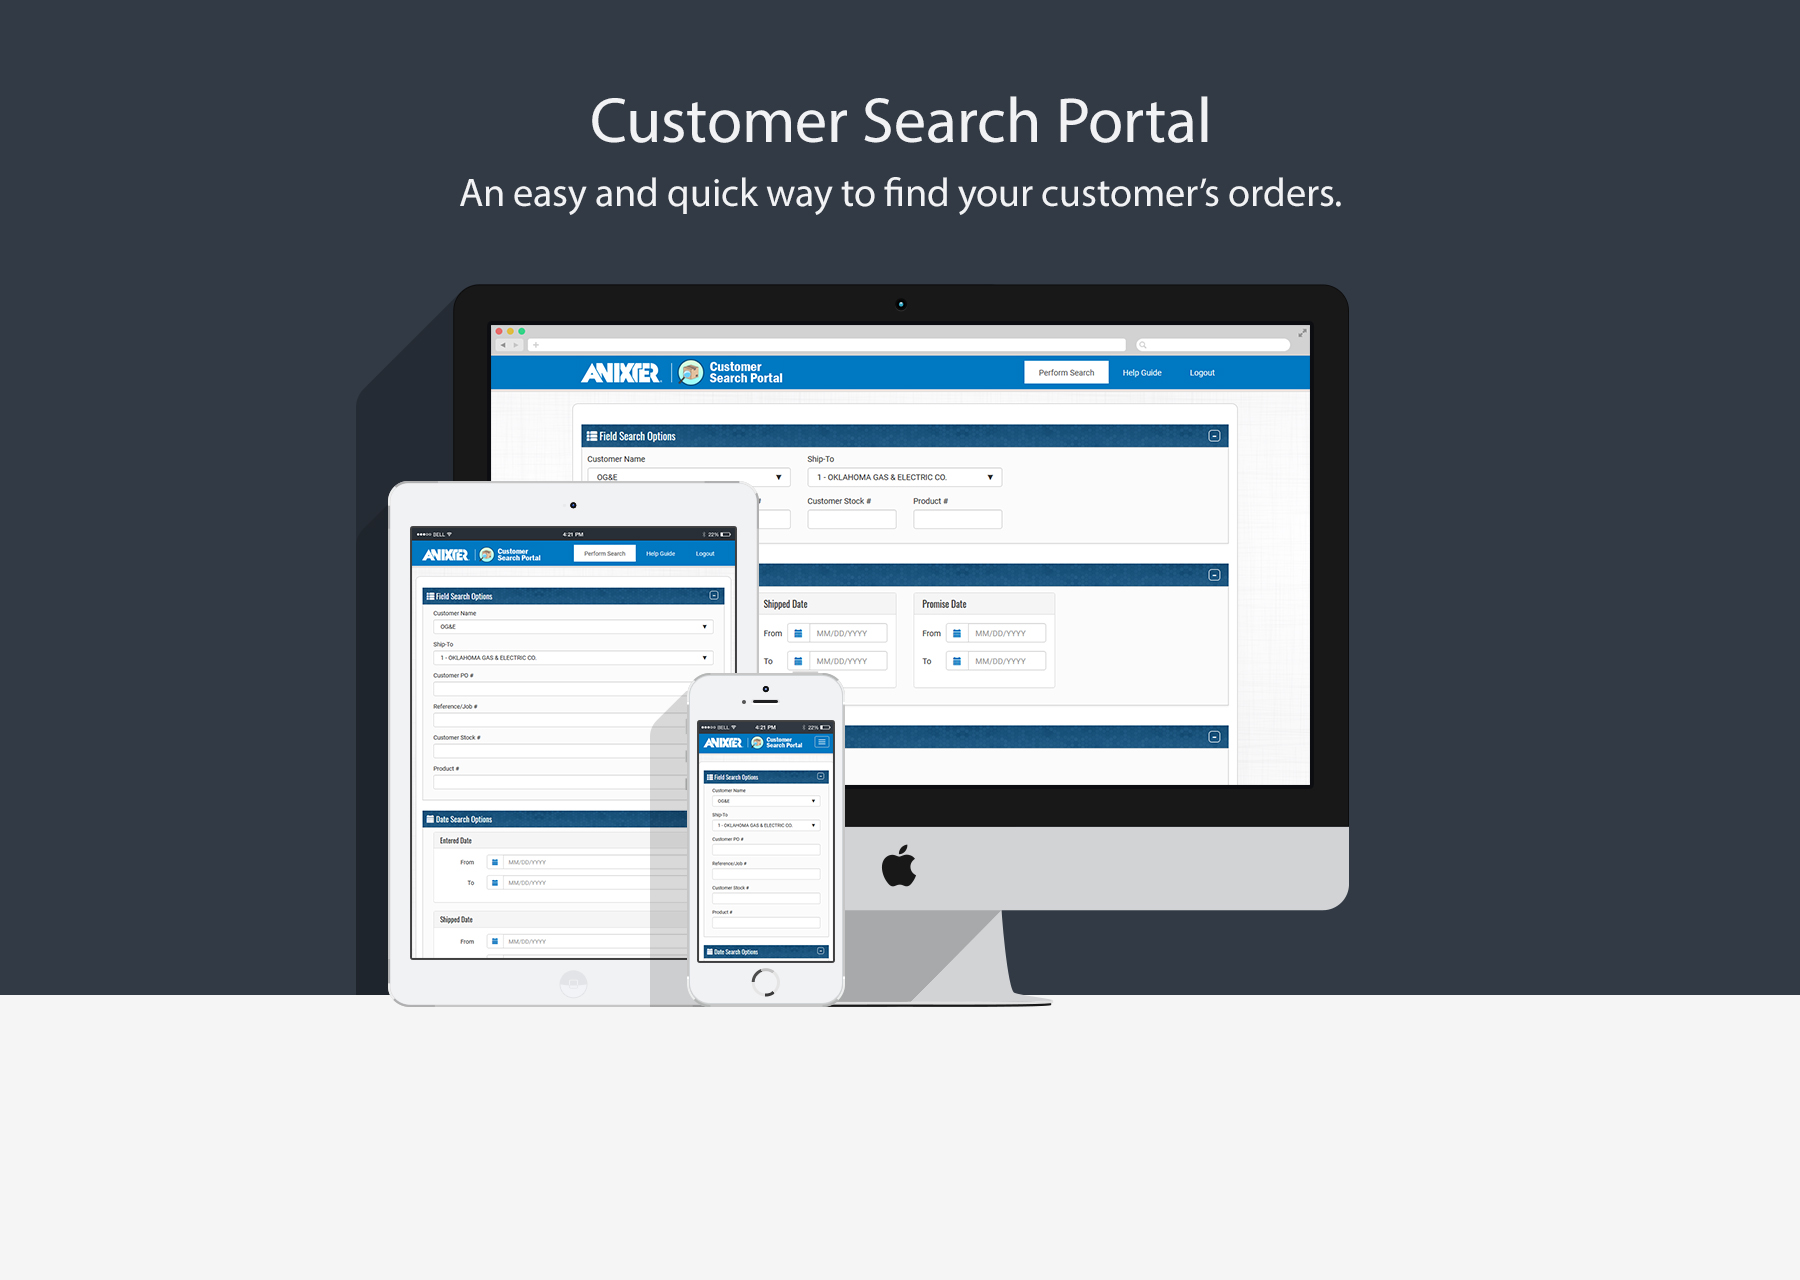 Customer Search Portal
An easy and quick way to find your customer’s orders.
ANIXTER
Customer
Search Portal
Perform Search
Help Guide
Logout
Field Search Options
Customer Name
Ship-To
OG&E
1 - OKLAHOMA GAS & ELECTRIC CO.
#
Customer Stock #
Product #
Shipped Date
Promise Date
From
MM/DD/YYYY
From
MM/DD/YYYY
To
MM/DD/YYYY
To
MM/DD/YYYY
BELL
4:21 PM
22%
ANIXTER
Customer
Search Portal
Perform Search
Help Guide
Logout
Field Search Options
Customer Name
OG&E
Ship-To
1 - OKLAHOMA GAS & ELECTRIC CO.
Customer PO #
Reference/Job #
Customer Stock #
Product #
Date Search Options
Entered Date
From
MM/DD/YYYY
To
MM/DD/YYYY
Shipped Date
From
MM/DD/YYYY
BELL
4:21 PM
22%
ANIXTER
Customer
Search Portal
Field Search Options
Customer Name
OG&E
Ship-To
1 - OKLAHOMA GAS & ELECTRIC CO.
Customer PO #
Reference/Job #
Customer Stock #
Product #
Date Search Options